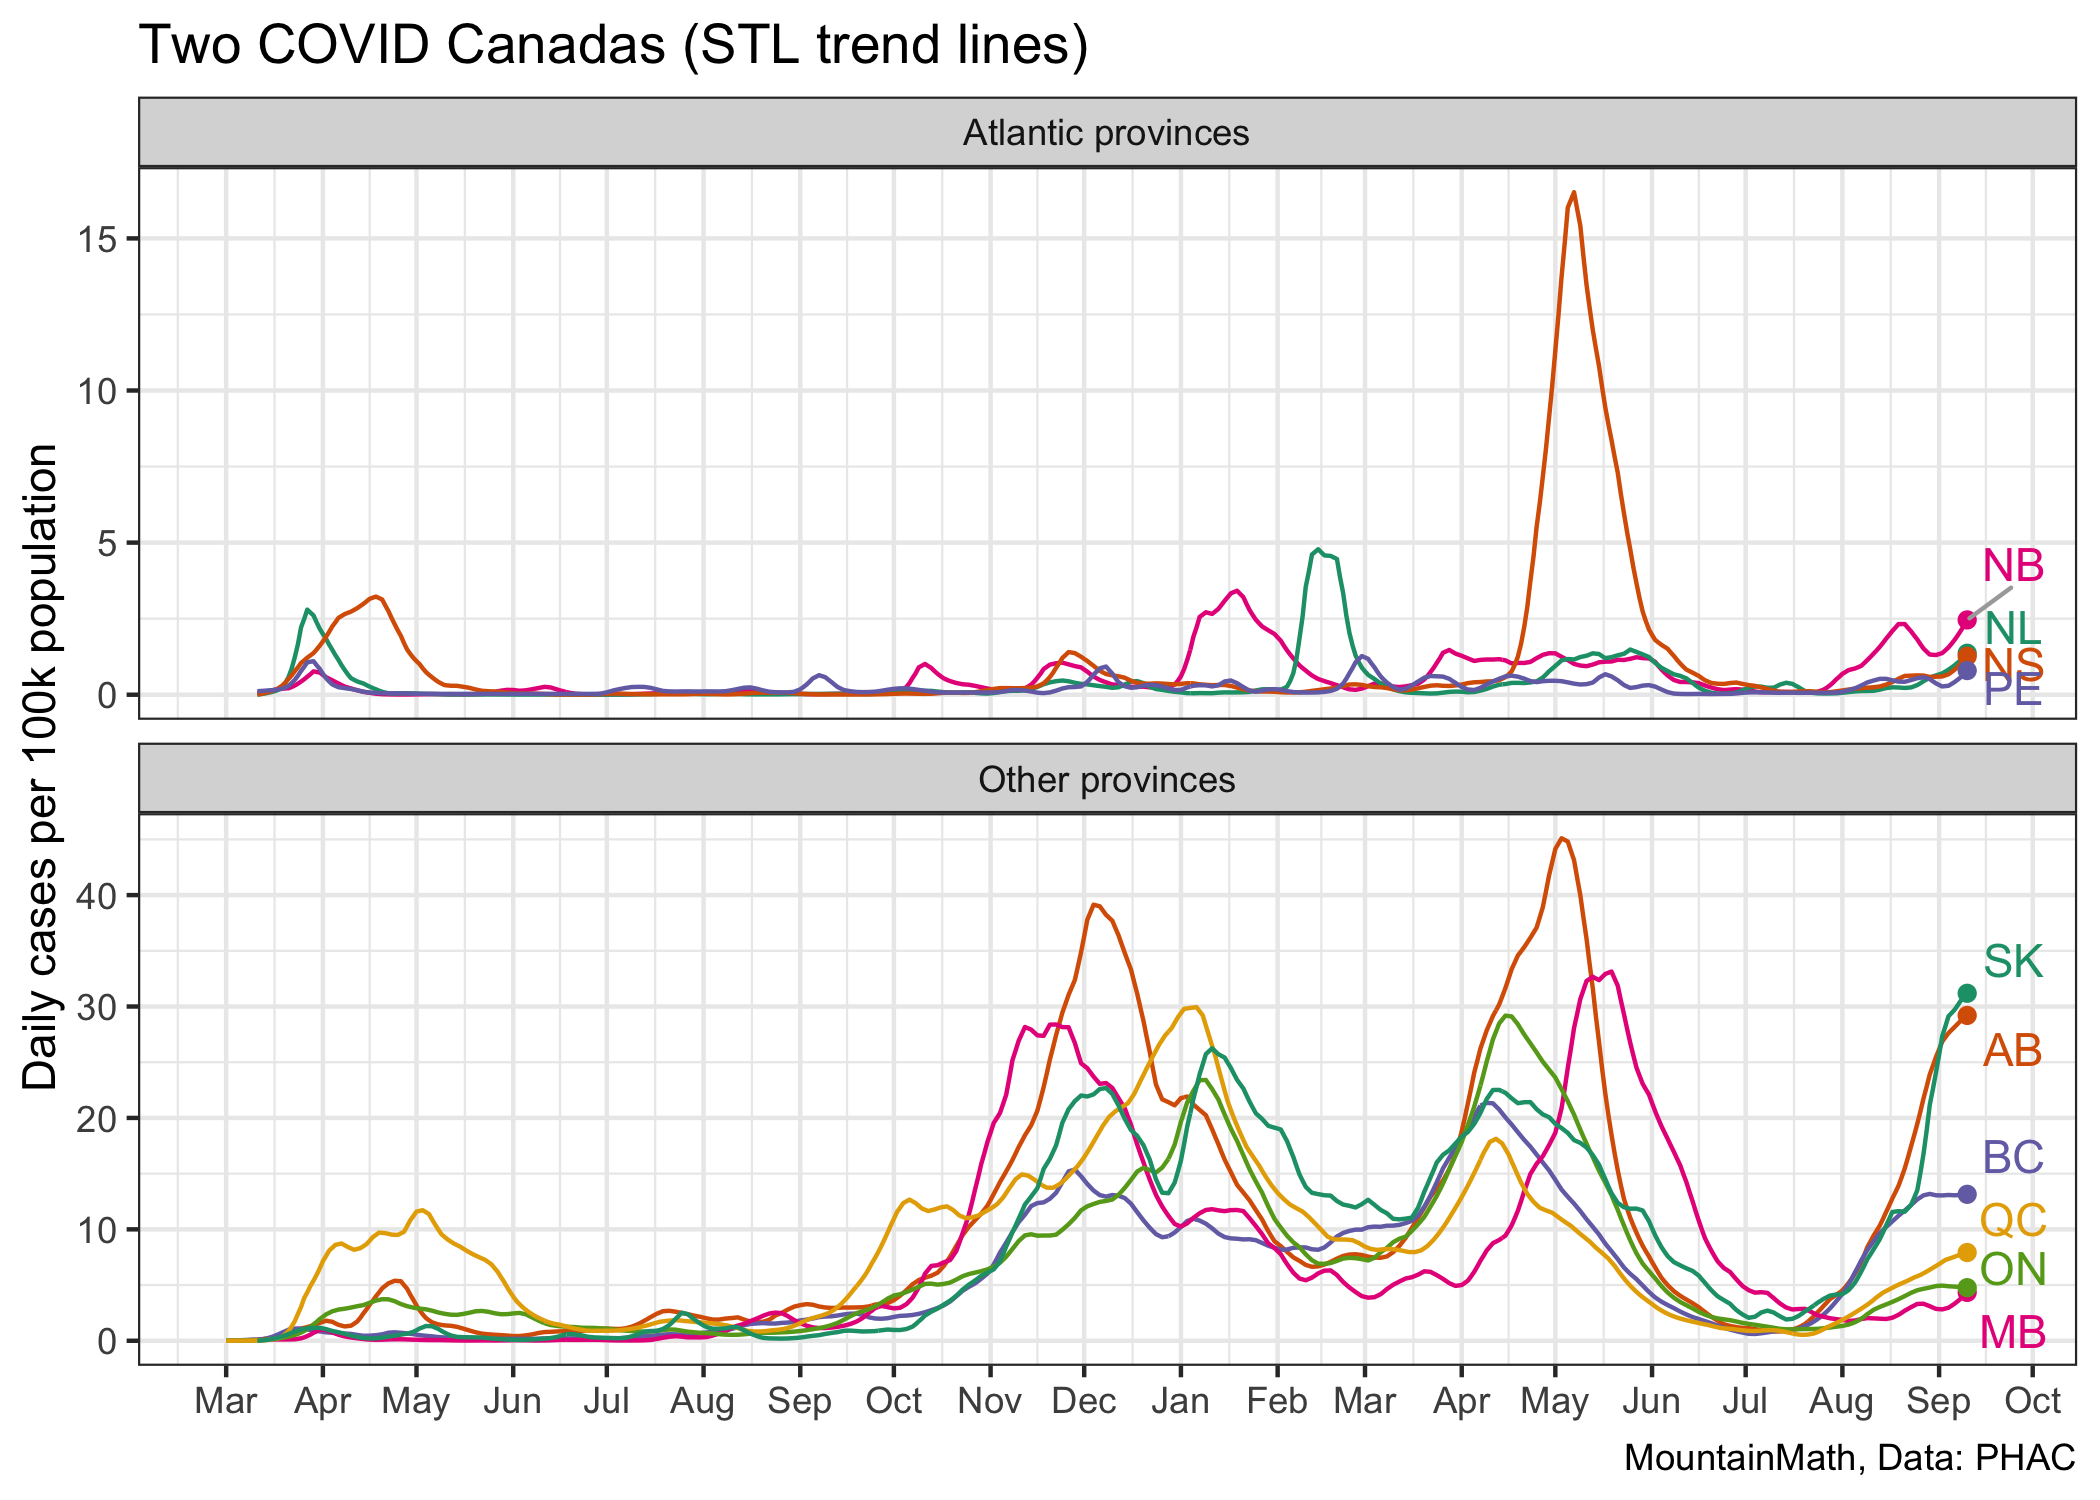 Two COVID Canadas (STL trend lines)
Atlantic provinces
15
10
5
0
NB
NL
NS
PE
Daily cases per 100k population
Other provinces
40
30
20
10
0
SK
AB
BC
QC
ON
MB
Mar Apr May Jun Jul Aug Sep Oct Nov Dec Jan Feb Mar Apr May Jun Jul Aug Sep Oct
MountainMath, Data: PHAC